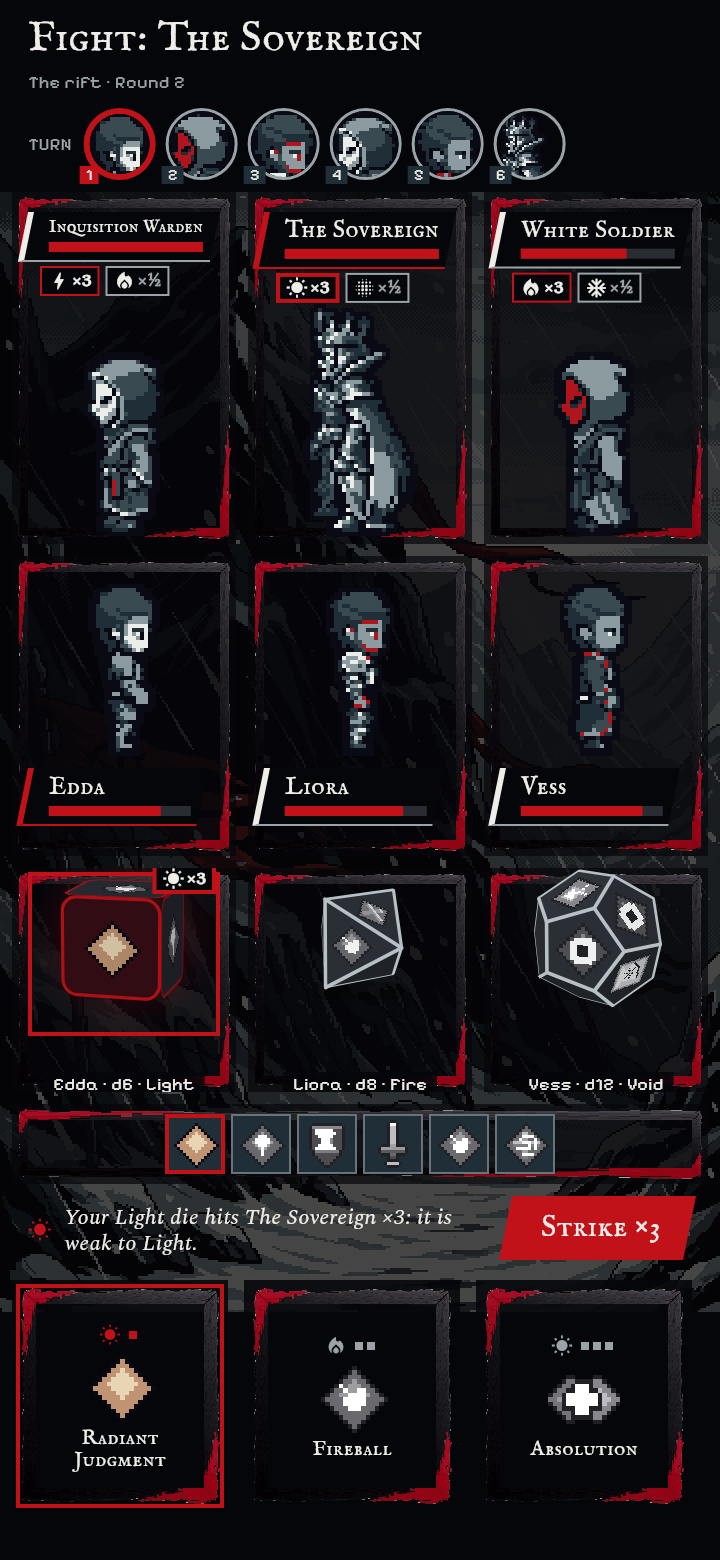 Fight: The Sovereign
The rift · Round 2
TURN
1 2 3 4 5 6
Inquisition Warden
×3 ×½
The Sovereign
×3 ×½
White Soldier
×3 ×½
Edda
Liora
Vess
×3
Edda · d6 · Light
Liora · d8 · Fire
Vess · d12 · Void
Your Light die hits The Sovereign ×3: it is
weak to Light.
Strike ×3
Radiant
Judgment
Fireball
Absolution